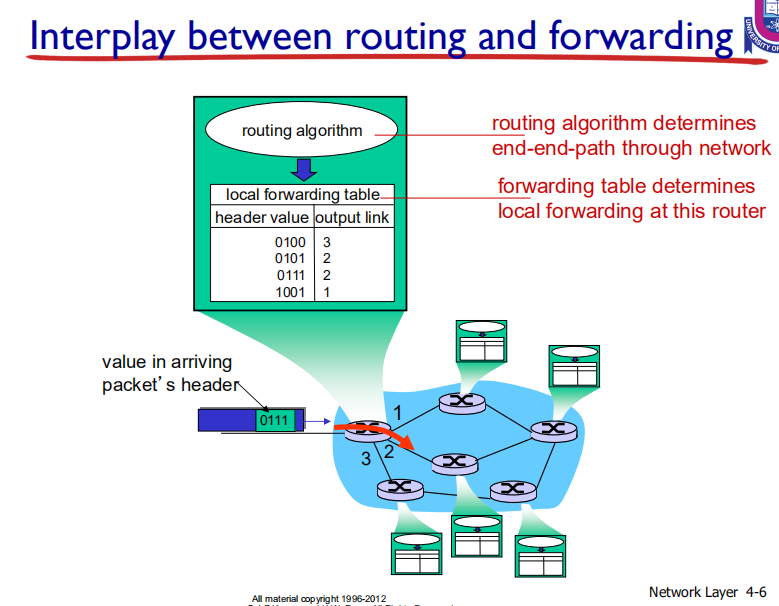 Interplay between routing and forwarding
UNIVERSITY OF
routing algorithm
routing algorithm determines
end-end-path through network
local forwarding table
forwarding table determines
local forwarding at this router
header value output link
0100 3
0101 2
0111 2
1001 1
value in arriving
packet’s header
0111
1
2
3
Network Layer 4-6
All material copyright 1996-2012